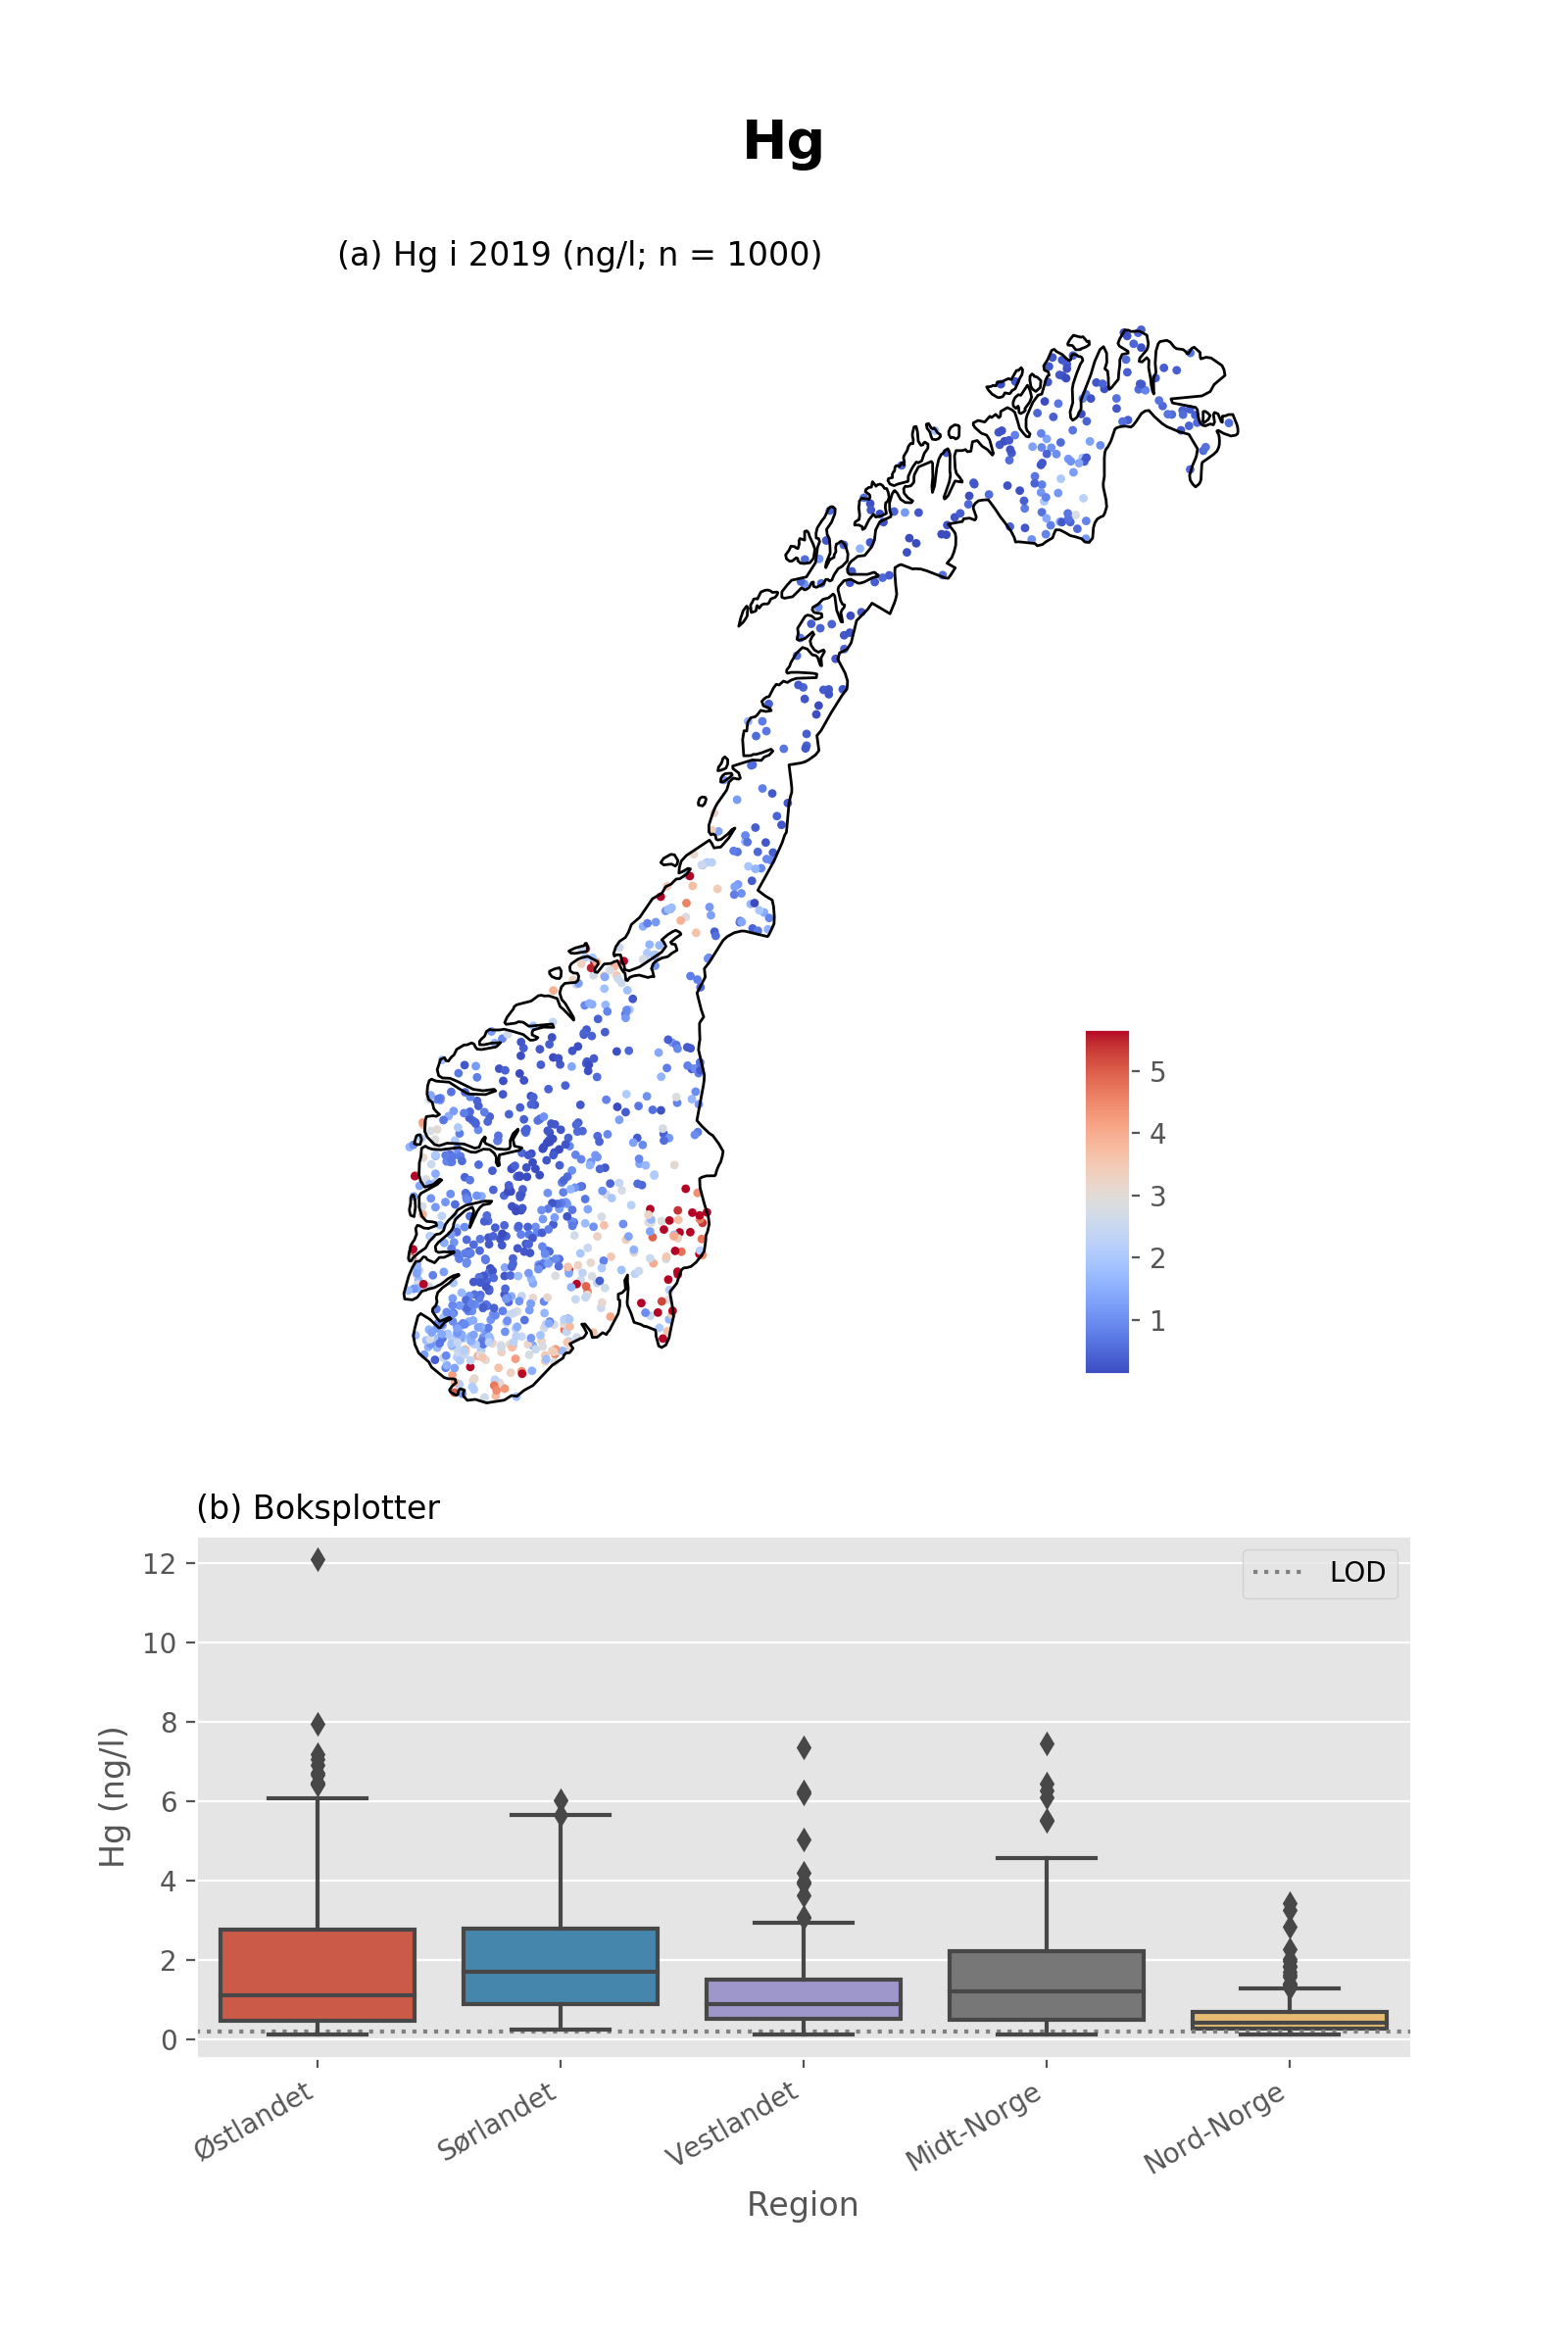 Hg
(a) Hg i 2019 (ng/l; n = 1000)
5
4
3
2
1
(b) Boksplotter
12
10
8
6
4
2
0
Hg (ng/l)
LOD
Østlandet
Sørlandet
Vestlandet
Midt-Norge
Nord-Norge
Region